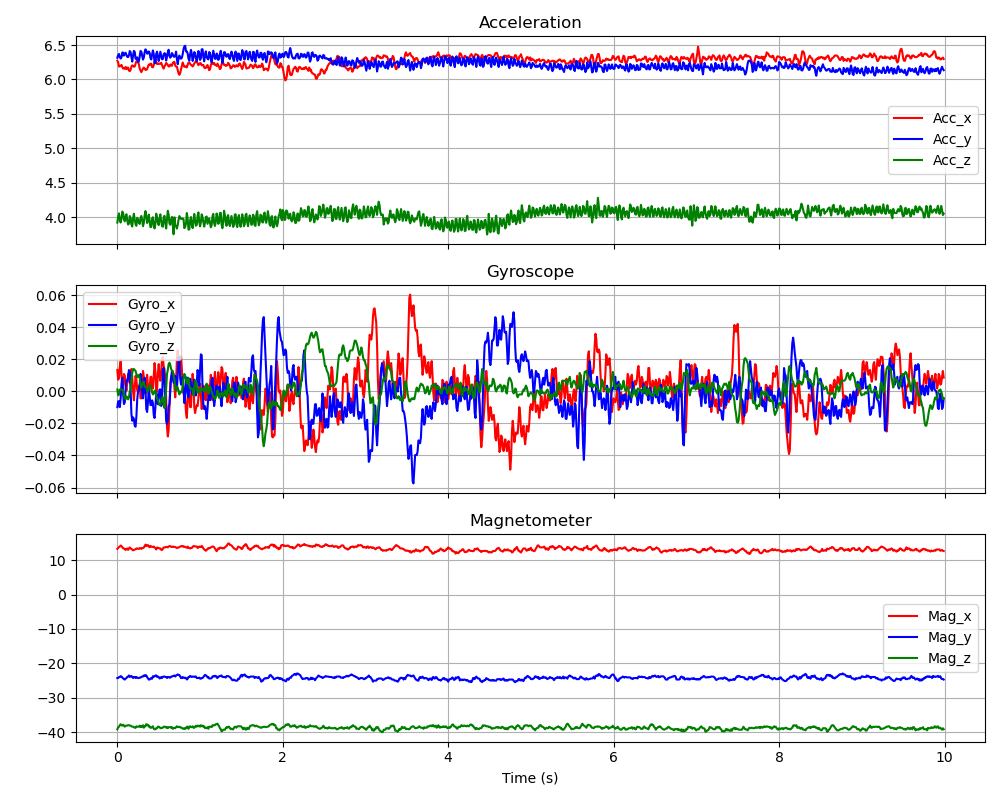 Acceleration
6.5
6.0
5.5
5.0
4.5
4.0
Acc_x
Acc_y
Acc_z
Gyroscope
0.06
0.04
0.02
0.00
−0.02
−0.04
−0.06
Gyro_x
Gyro_y
Gyro_z
Magnetometer
10
0
−10
−20
−30
−40
Mag_x
Mag_y
Mag_z
0 2 4 6 8 10
Time (s)